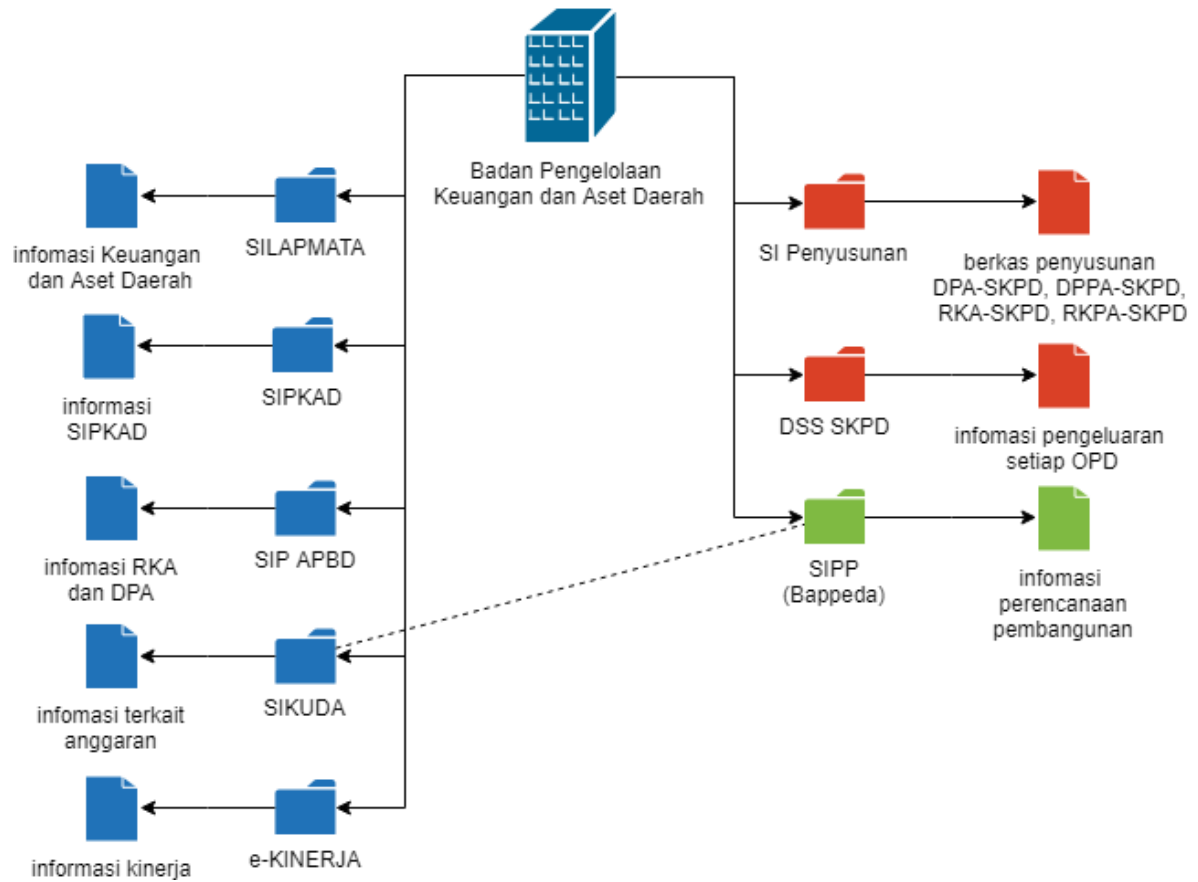 Badan Pengelolaan
Keuangan dan Aset Daerah
SILAPMATA
infomasi Keuangan
dan Aset Daerah
SIPKAD
informasi
SIPKAD
SIP APBD
infomasi RKA
dan DPA
SIKUDA
infomasi terkait
anggaran
e-KINERJA
informasi kinerja
SI Penyusunan
berkas penyusunan
DPA-SKPD, DPPA-SKPD,
RKA-SKPD, RKPA-SKPD
DSS SKPD
infomasi pengeluaran
setiap OPD
SIPP
(Bappeda)
infomasi
perencanaan
pembangunan